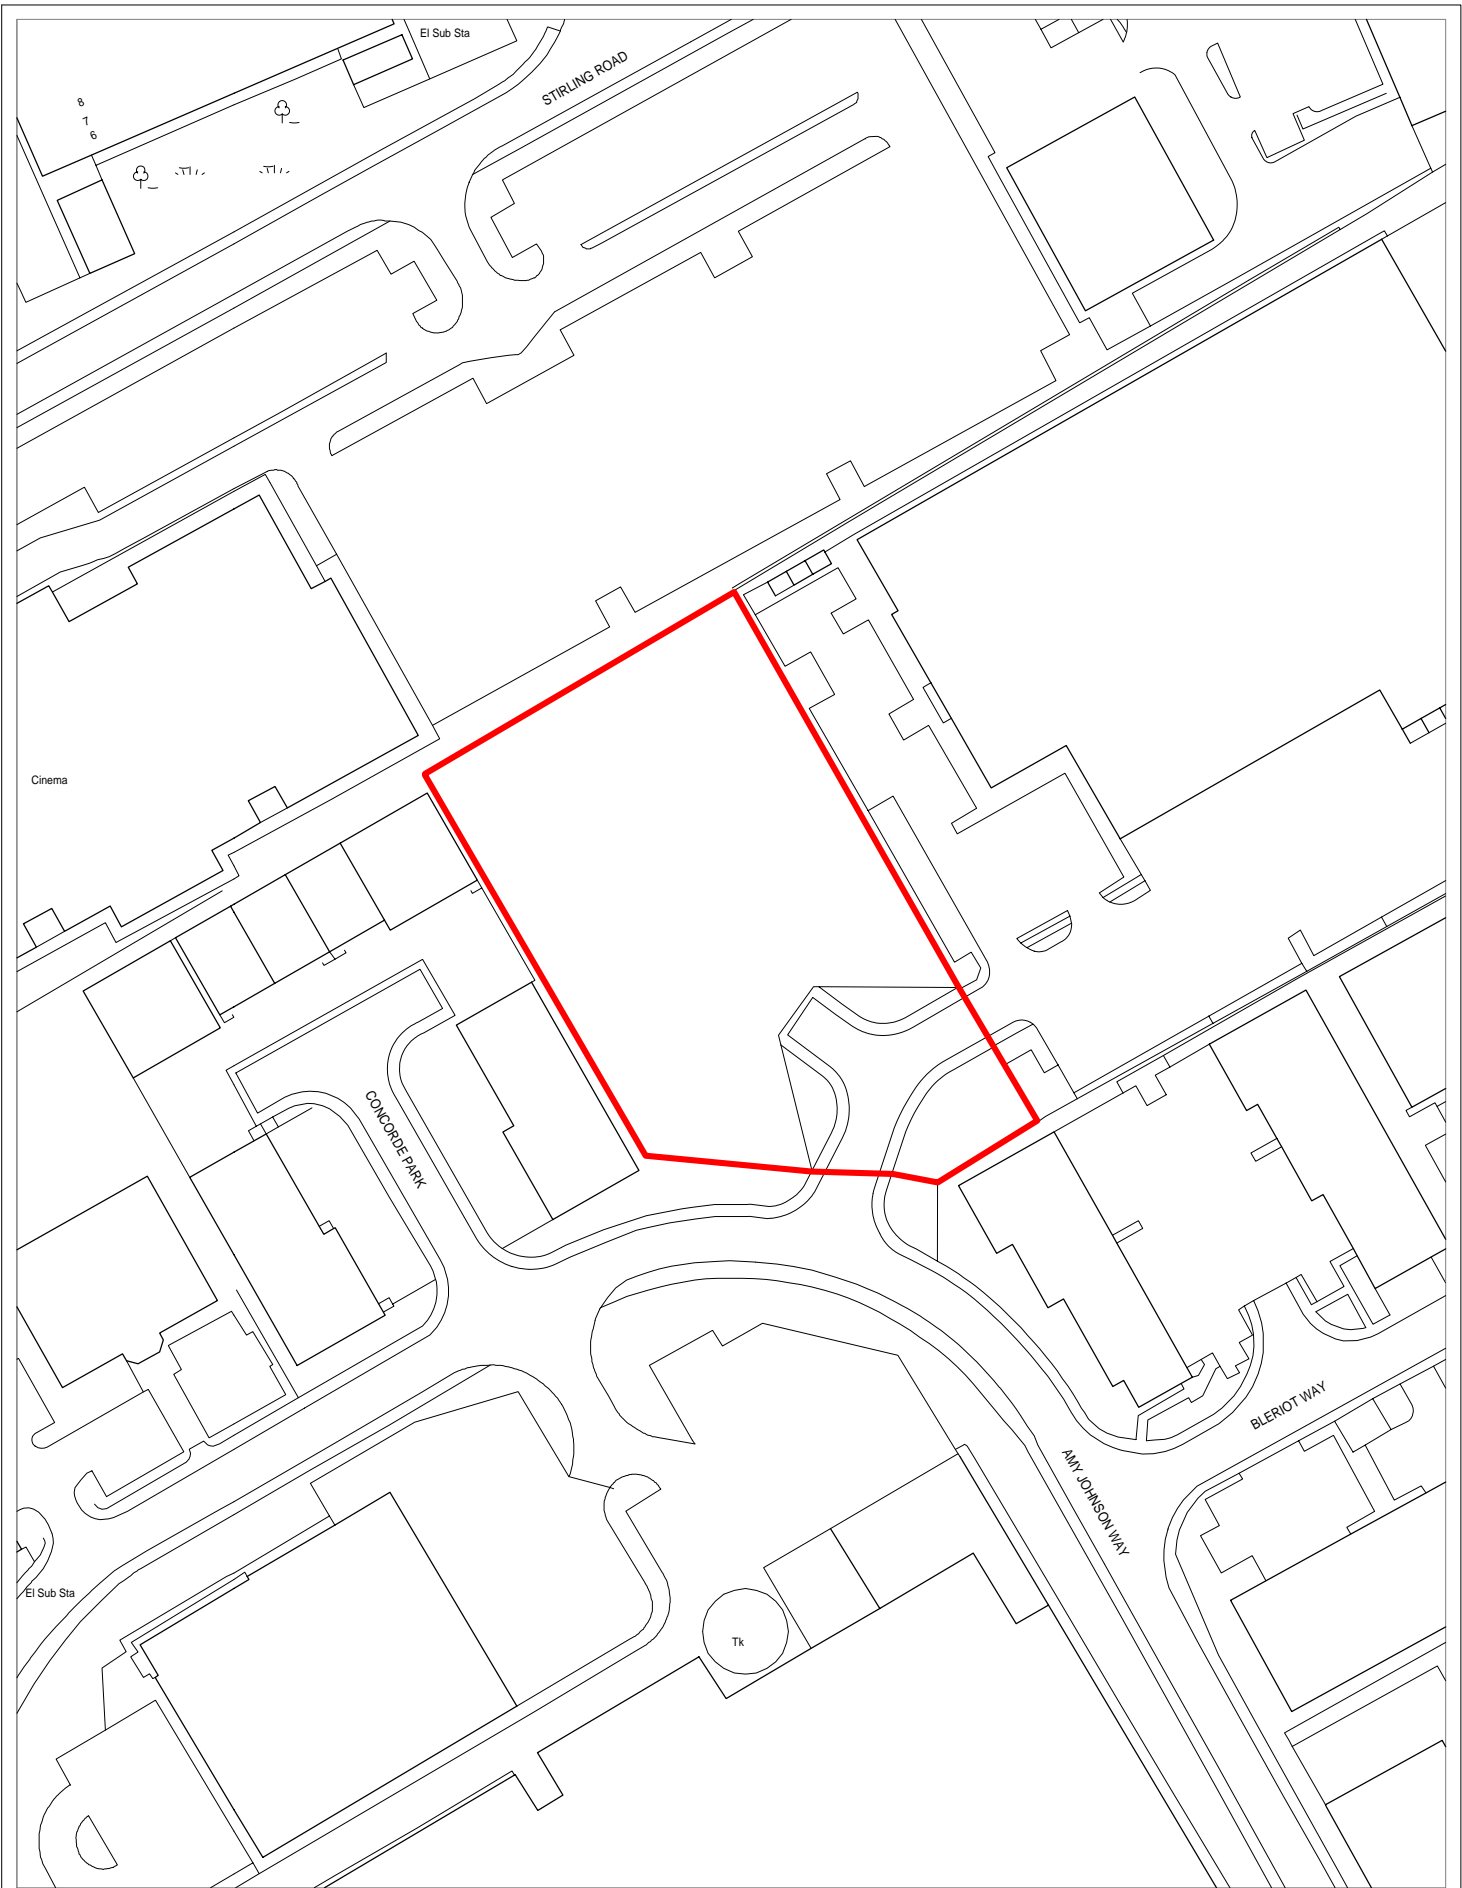 El Sub Sta
STIRLING ROAD
8
7
6
Cinema
CONCORDE PARK
BLERIOT WAY
AMY JOHNSON WAY
El Sub Sta
Tk